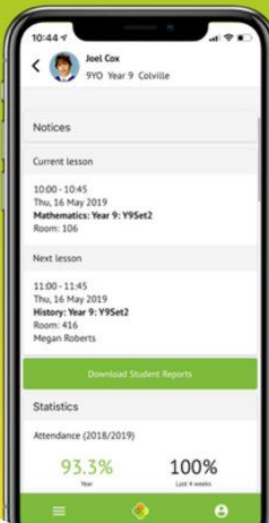 10:44
Joel Cox
9YO Year 9 Colville
Notices
Current lesson
10:00 - 10:45
Thu, 16 May 2019
Mathematics: Year 9: Y9Set2
Room: 106
Next lesson
11:00 - 11:45
Thu, 16 May 2019
History: Year 9: Y9Set2
Room: 416
Megan Roberts
Download Student Reports
Statistics
Attendance (2018/2019)
93.3% 100%
Year Last 4 weeks